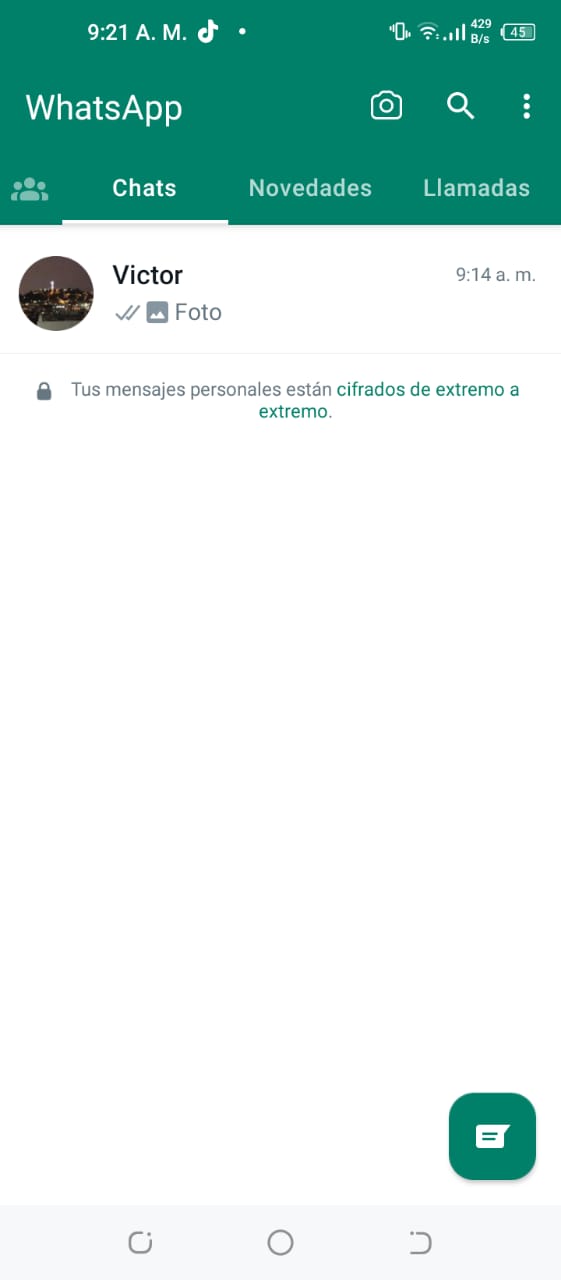 9:21 A. M.
429
B/s
45
WhatsApp
Chats
Novedades
Llamadas
Victor
9:14 a. m.
Foto
Tus mensajes personales están cifrados de extremo a
extremo.